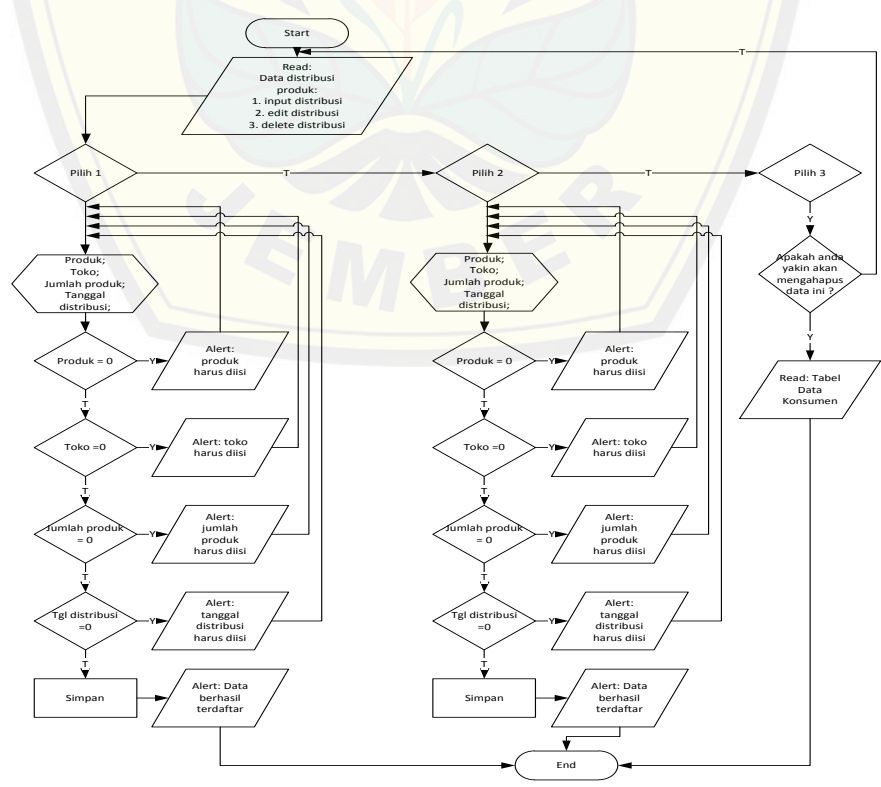 Start
T
Read:
Data distribusi
produk:
1. input distribusi
2. edit distribusi
3. delete distribusi
Pilih 1
T
Pilih 2
T
Pilih 3
Y
JEMBER
Produk;
Toko;
Jumlah produk;
Tanggal
distribusi;
Produk;
Toko;
Jumlah produk;
Tanggal
distribusi;
Apakah anda
yakin akan
mengahapus
data ini ?
Y
Produk = 0
Y
Alert:
produk
harus diisi
T
Produk = 0
Y
Alert:
produk
harus diisi
T
Read: Tabel
Data
Konsumen
Toko =0
Y
Alert: toko
harus diisi
T
Toko =0
Y
Alert: toko
harus diisi
T
Jumlah produk
= 0
Y
Alert:
jumlah
produk
harus diisi
T
Jumlah produk
= 0
Y
Alert:
jumlah
produk
harus diisi
T
Tgl distribusi
=0
Y
Alert:
tanggal
distribusi
harus diisi
T
Tgl distribusi
=0
Y
Alert:
tanggal
distribusi
harus diisi
T
Simpan
Alert: Data
berhasil
terdaftar
Simpan
Alert: Data
berhasil
terdaftar
End